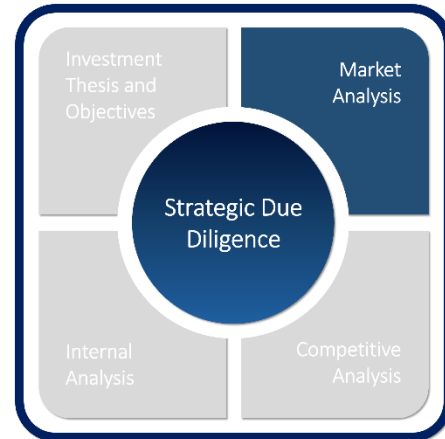 Investment
Thesis and
Objectives
Market
Analysis
Strategic Due
Diligence
Internal
Analysis
Competitive
Analysis